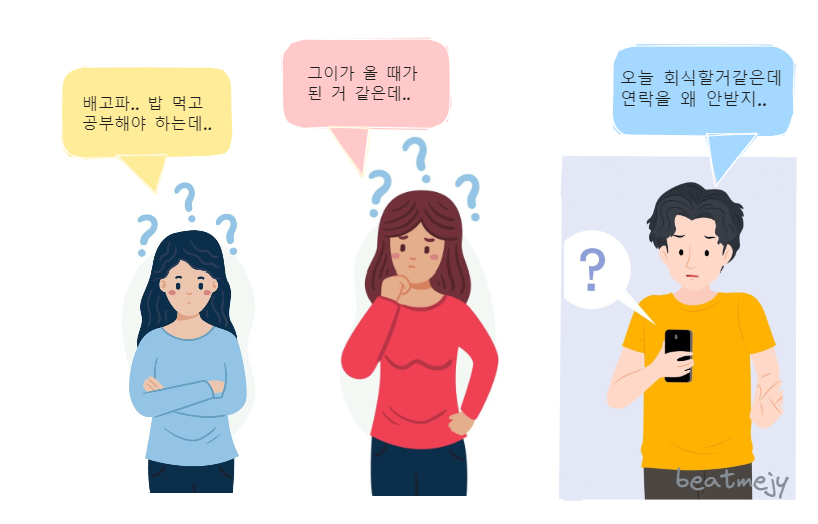 배고파.. 밥 먹고
공부해야 하는데..
그이가 올 때가
된 거 같은데..
오늘 회식할거같은데
연락을 왜 안받지..
?
?
?
?
?
?
?
beatmejy